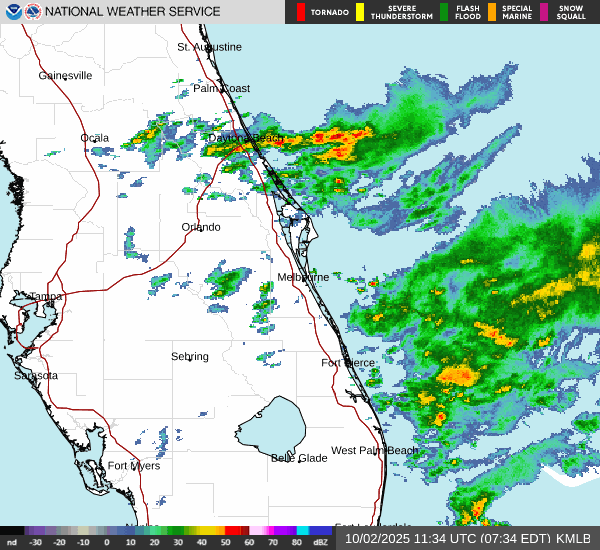 NATIONAL WEATHER SERVICE
TORNADO
SEVERE
THUNDERSTORM
FLASH
FLOOD
SPECIAL
MARINE
SNOW
SQUALL
St. Augustine
Gainesville
Palm Coast
Ocala
Daytona Beach
Orlando
Melbourne
Tampa
Sebring
Fort Pierce
Sarasota
West Palm Beach
Belle Glade
Fort Myers
nd -30 -20 -10 0 10 20 30 40 50 60 70 80 dBZ
10/02/2025 11:34 UTC (07:34 EDT) KMLB